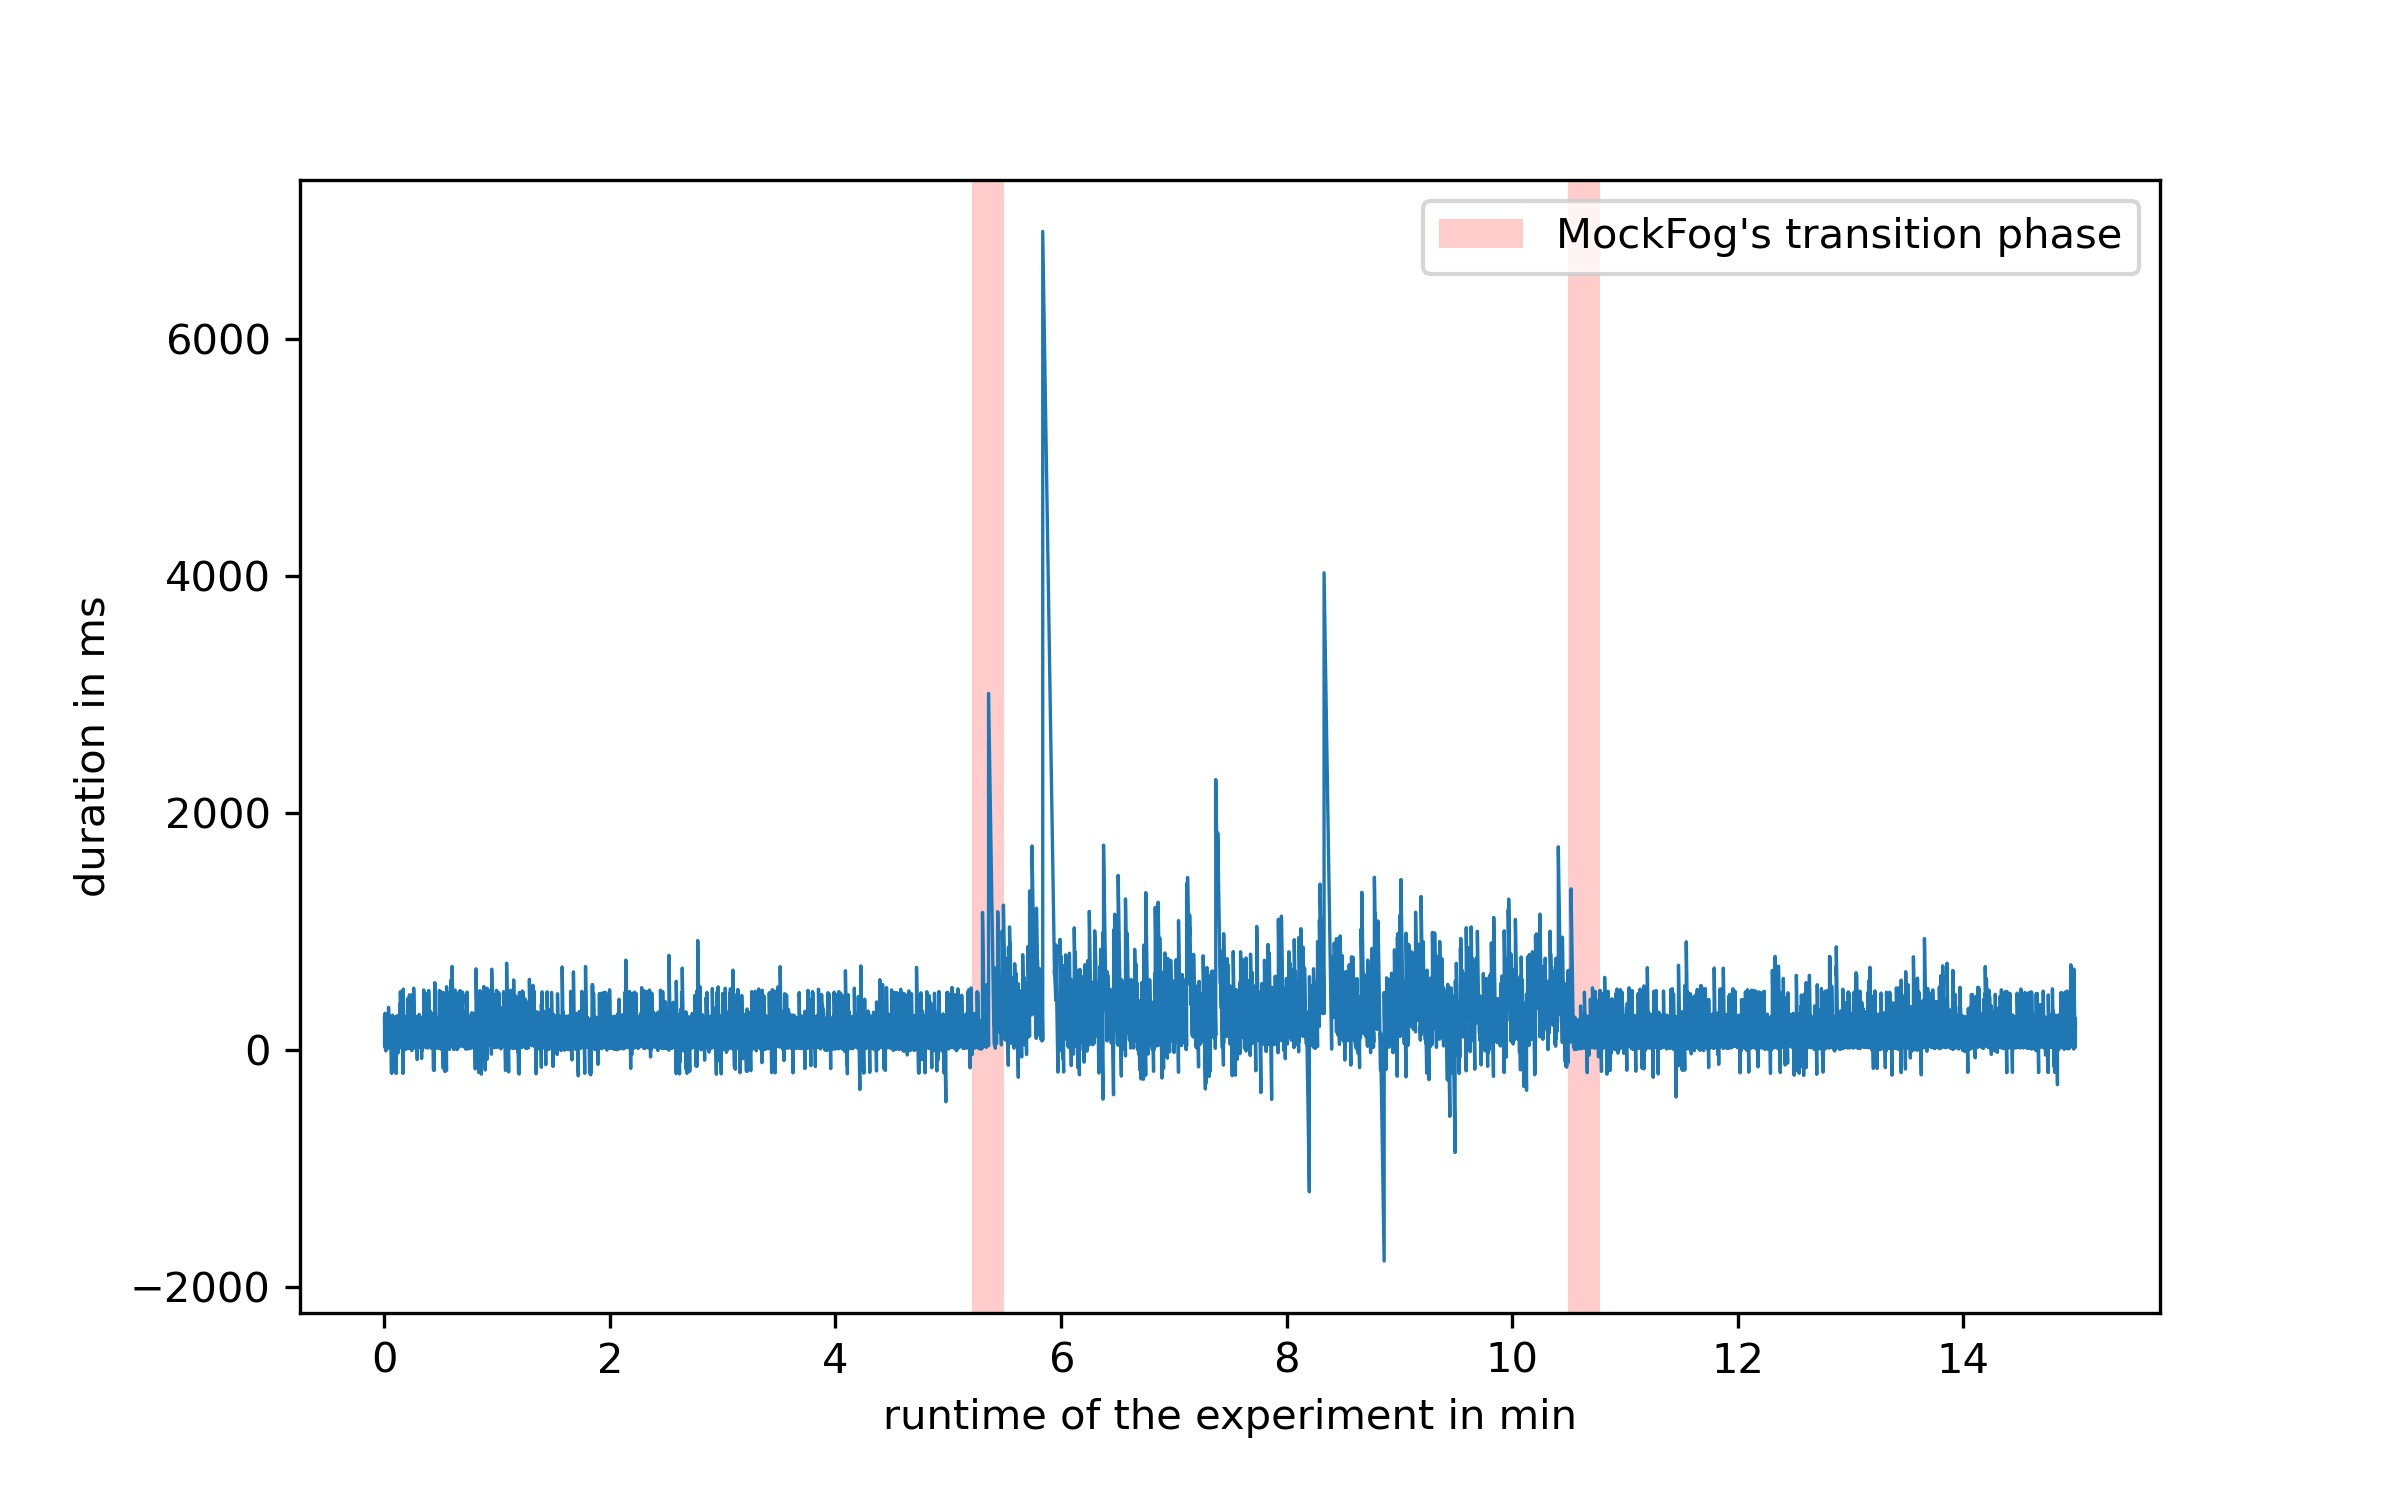 MockFog's transition phase
6000
4000
2000
0
−2000
duration in ms
0 2 4 6 8 10 12 14
runtime of the experiment in min